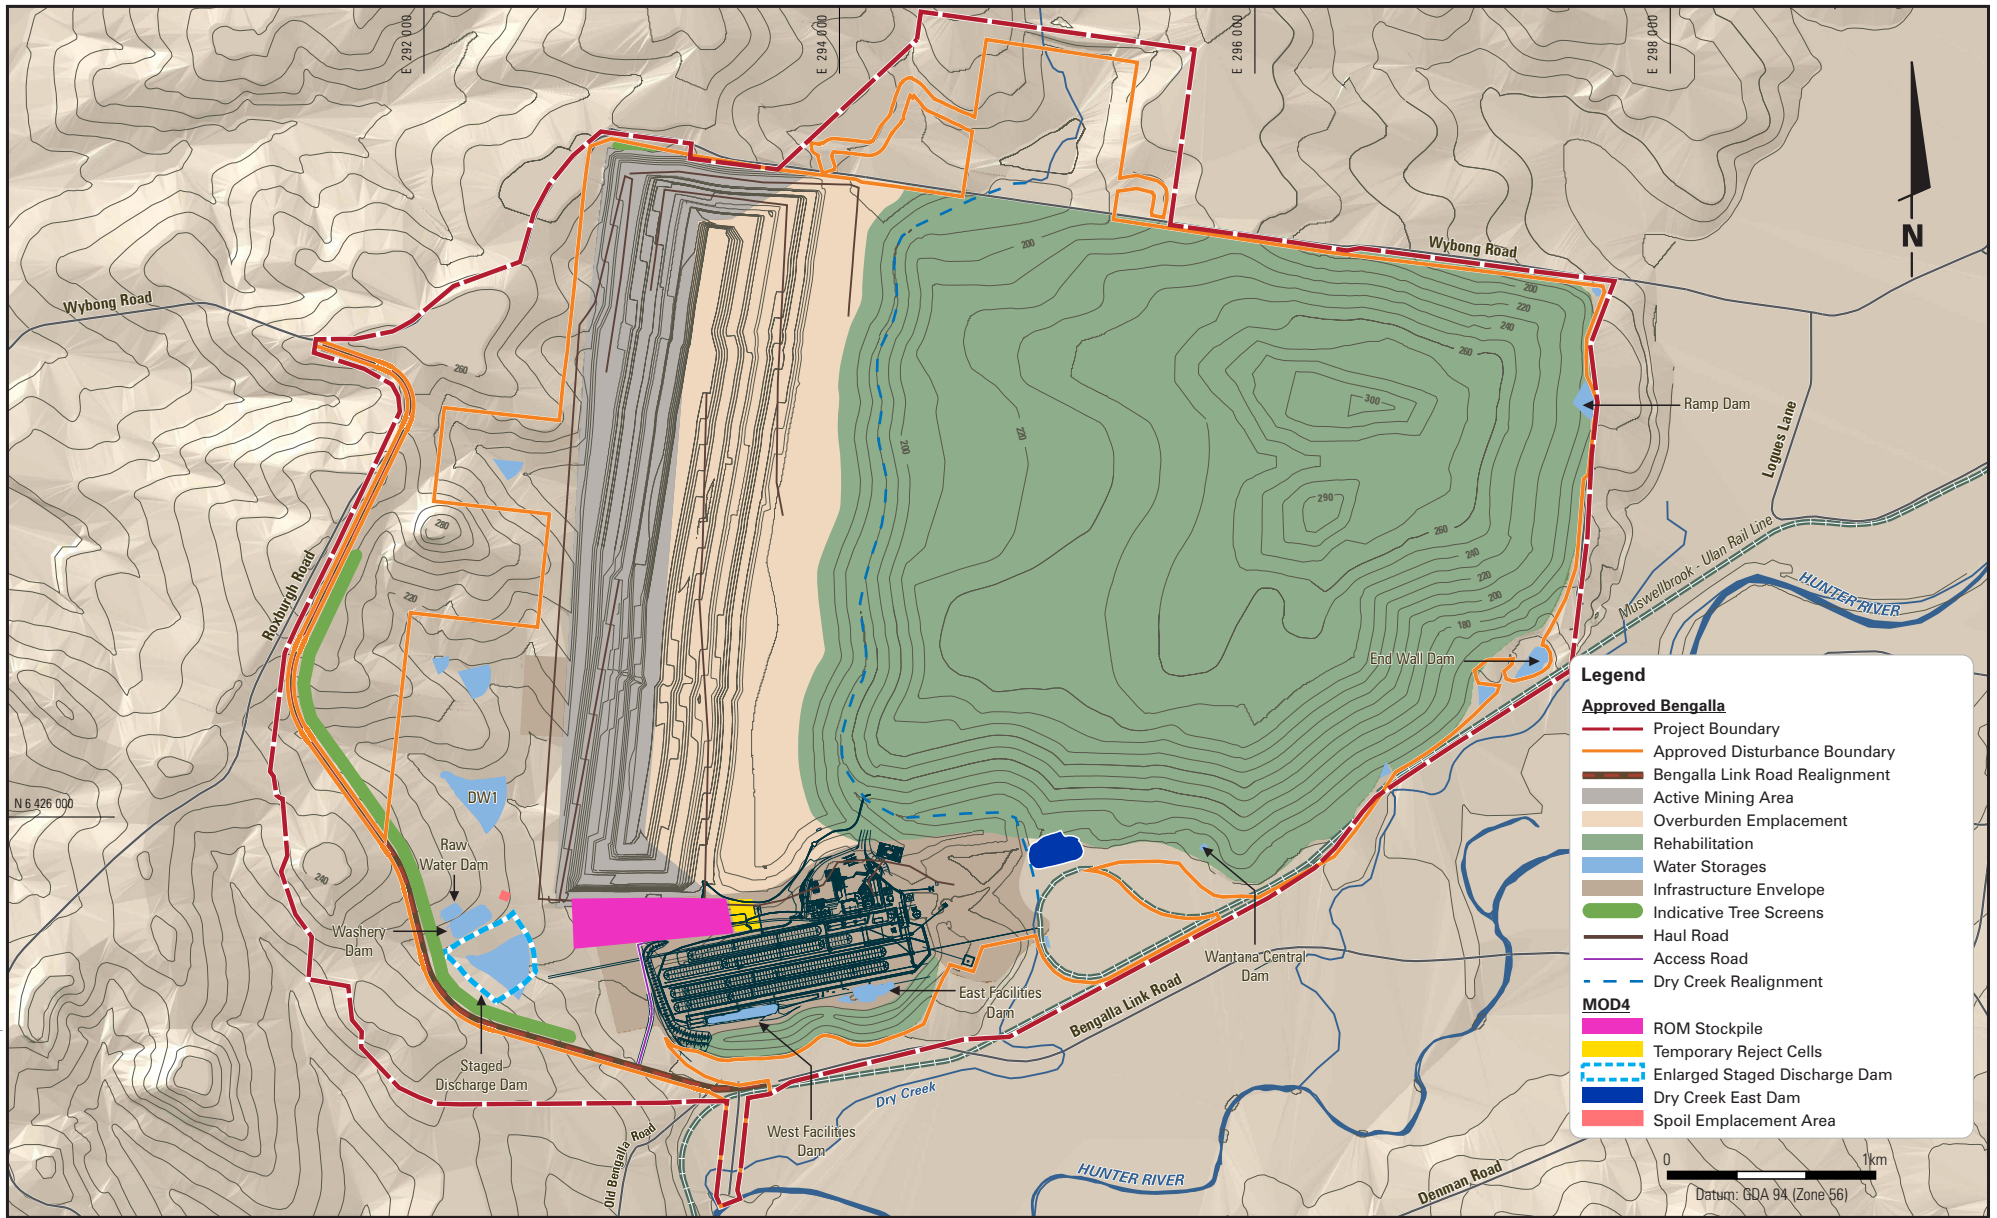 E 292 000
E 294 000
E 296 000
E 298 000
N
Wybong Road
Wybong Road
200
200
220
240
260
300
Ramp Dam
Logues Lane
260
200
220
290
280
260
240
220
200
180
Muswellbrook - Ulan Rail Line
HUNTER RIVER
Roxburgh Road
220
End Wall Dam
N 6 426 000
DW1
Raw
Water Dam
240
Washery
Dam
Wantana Central
Dam
East Facilities
Dam
Bengalla Link Road
Staged
Discharge Dam
Dry Creek
West Facilities
Dam
Old Bengalla Road
HUNTER RIVER
Denman Road
Legend
Approved Bengalla
Project Boundary
Approved Disturbance Boundary
Bengalla Link Road Realignment
Active Mining Area
Overburden Emplacement
Rehabilitation
Water Storages
Infrastructure Envelope
Indicative Tree Screens
Haul Road
Access Road
Dry Creek Realignment
MOD4
ROM Stockpile
Temporary Reject Cells
Enlarged Staged Discharge Dam
Dry Creek East Dam
Spoil Emplacement Area
0 1km
Datum: GDA 94 (Zone 56)